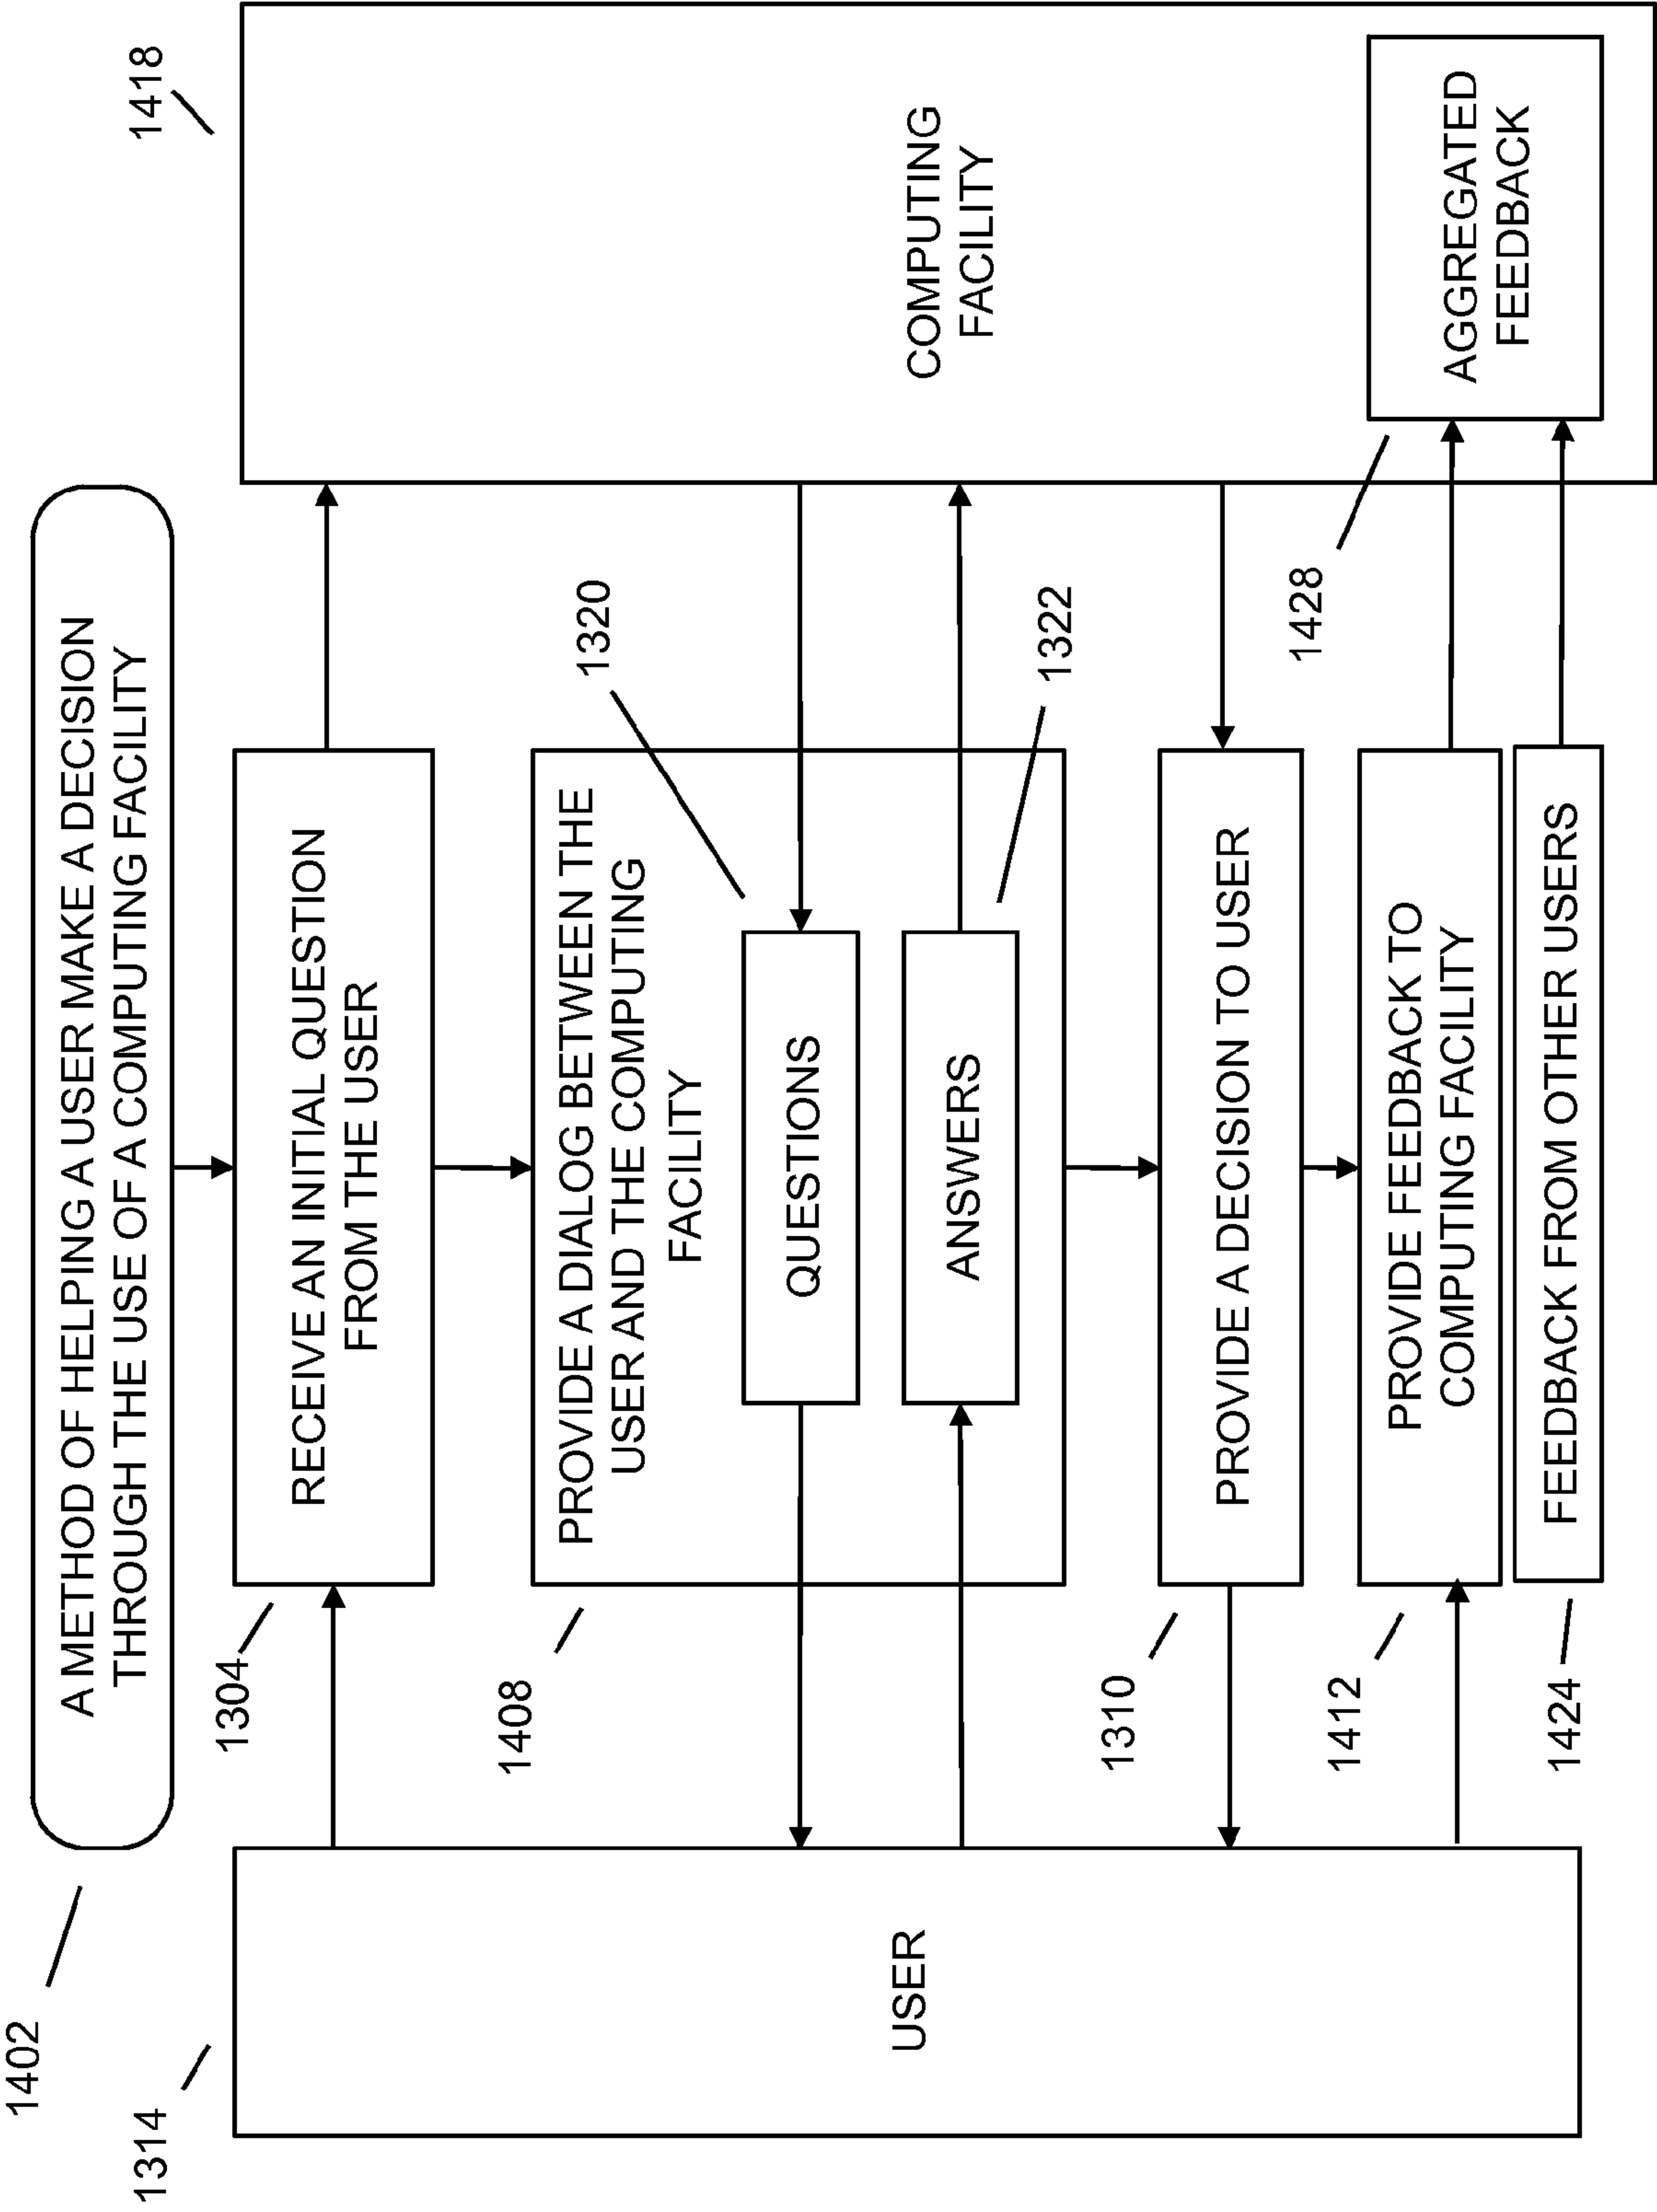 1402
A METHOD OF HELPING A USER MAKE A DECISION
THROUGH THE USE OF A COMPUTING FACILITY
1314
USER
1304
RECEIVE AN INITIAL QUESTION
FROM THE USER
1408
PROVIDE A DIALOG BETWEEN THE
USER AND THE COMPUTING
FACILITY
1320
QUESTIONS
1322
ANSWERS
1310
PROVIDE A DECISION TO USER
1412
PROVIDE FEEDBACK TO
COMPUTING FACILITY
1424
FEEDBACK FROM OTHER USERS
1418
COMPUTING
FACILITY
1428
AGGREGATED
FEEDBACK